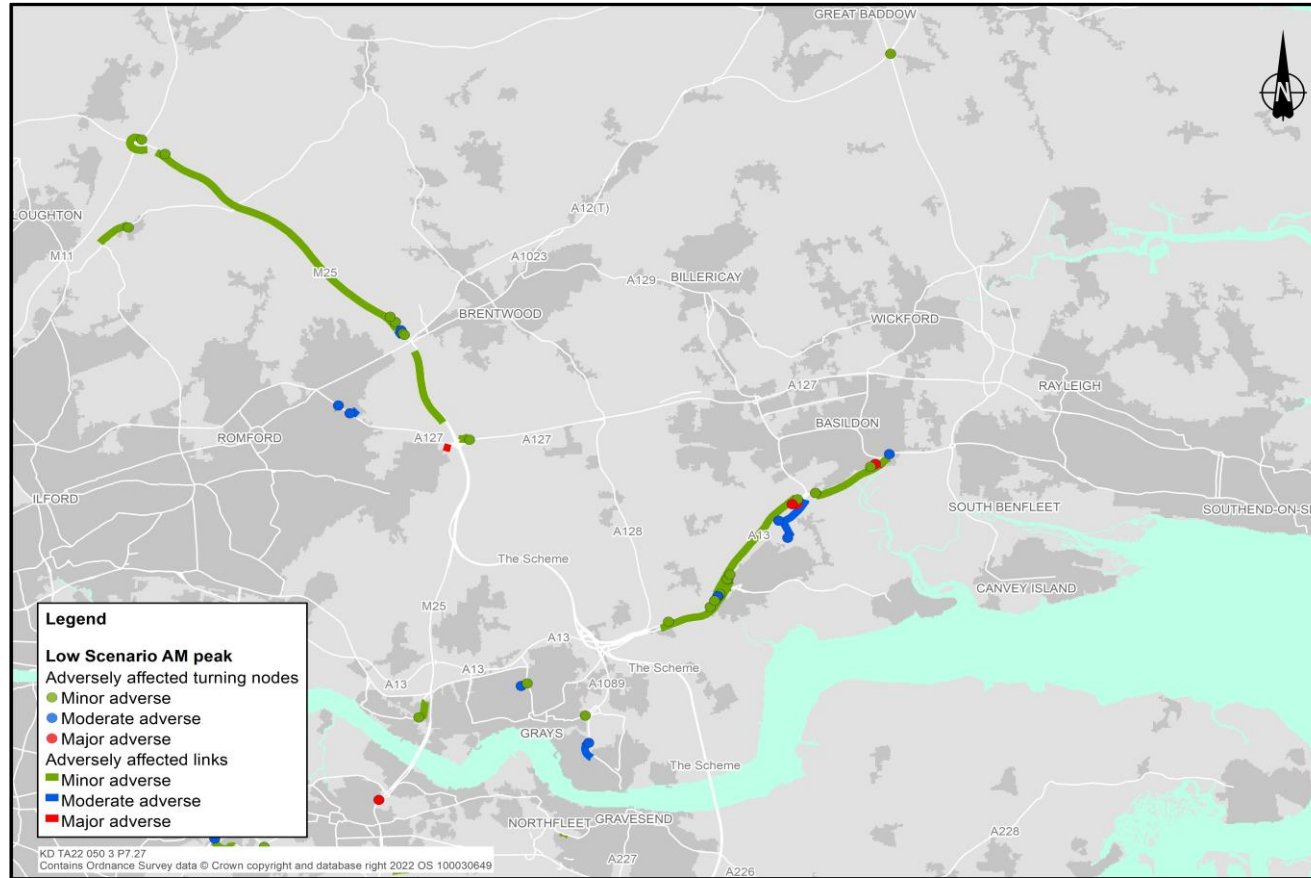 GREAT BADDOW
N
LOUGHTON
M11
A12(T)
M25
A1023
A129
BILLERICAY
BRENTWOOD
WICKFORD
A127
RAYLEIGH
BASILDON
ROMFORD
A127
A127
ILFORD
SOUTH BENFLEET
SOUTHEND-ON-SE
A128
A13
The Scheme
CANVEY ISLAND
M25
A13
The Scheme
A13
A13
A1089
GRAYS
The Scheme
NORTHFLEET
GRAVESEND
A228
A227
A226
Legend
Low Scenario AM peak
Adversely affected turning nodes
Minor adverse
Moderate adverse
Major adverse
Adversely affected links
Minor adverse
Moderate adverse
Major adverse
KD TA22 050 3 P7.27
Contains Ordnance Survey data © Crown copyright and database right 2022 OS 100030649